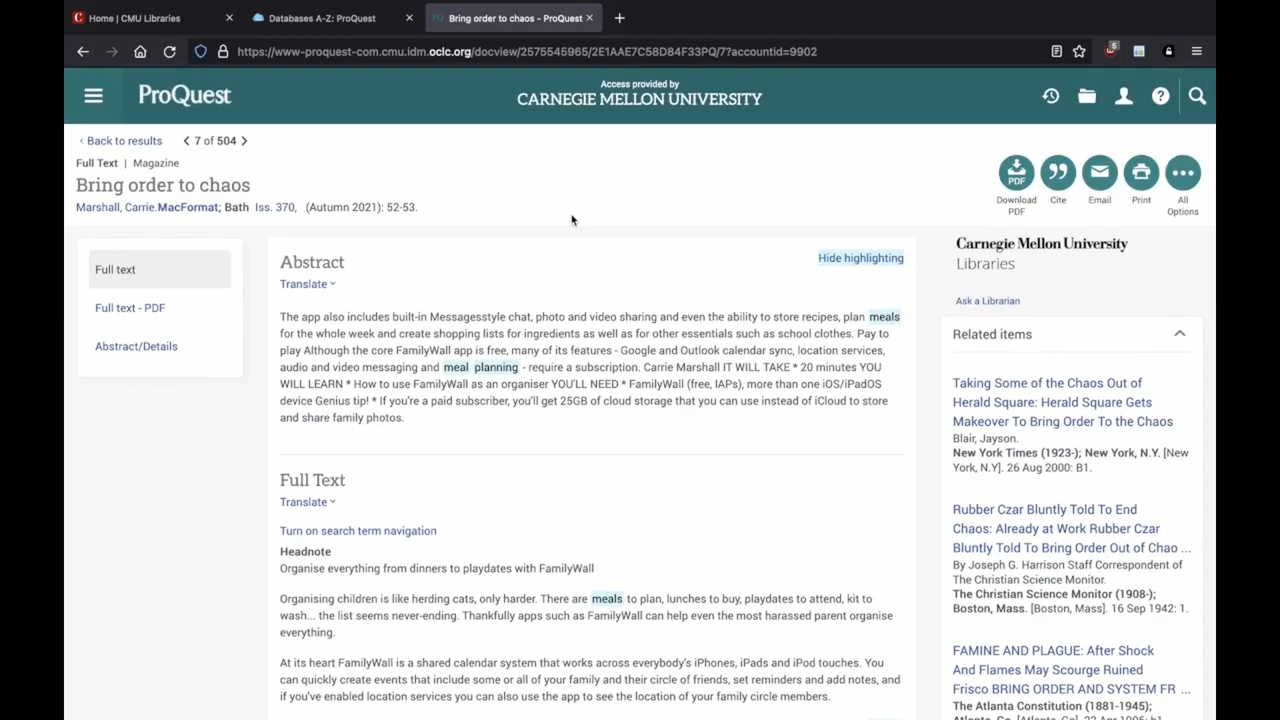 Home | CMU Libraries
Databases A-Z: ProQuest
Bring order to chaos - ProQuest
https://www-proquest-com.cmu.idm.oclc.org/docview/2575545965/2E1AAE7C58D84F33PQ/7?accountid=9902
6
ProQuest
Access provided by
CARNEGIE MELLON UNIVERSITY
Back to results
7 of 504
Full Text | Magazine
Bring order to chaos
Marshall, Carrie.MacFormat; Bath Iss. 370, (Autumn 2021): 52-53.
PDF
Download PDF
Cite
Email
Print
All Options
Full text
Full text - PDF
Abstract/Details
Abstract
Hide highlighting
Translate
The app also includes built-in Messagesstyle chat, photo and video sharing and even the ability to store recipes, plan meals
for the whole week and create shopping lists for ingredients as well as for other essentials such as school clothes. Pay to
play Although the core FamilyWall app is free, many of its features - Google and Outlook calendar sync, location services,
audio and video messaging and meal planning - require a subscription. Carrie Marshall IT WILL TAKE * 20 minutes YOU
WILL LEARN * How to use FamilyWall as an organiser YOU'LL NEED * FamilyWall (free, IAPs), more than one iOS/iPadOS
device Genius tip! * If you're a paid subscriber, you'll get 25GB of cloud storage that you can use instead of iCloud to store
and share family photos.
Full Text
Translate
Turn on search term navigation
Headnote
Organise everything from dinners to playdates with FamilyWall
Organising children is like herding cats, only harder. There are meals to plan, lunches to buy, playdates to attend, kit to
wash... the list seems never-ending. Thankfully apps such as FamilyWall can help even the most harassed parent organise
everything.
At its heart FamilyWall is a shared calendar system that works across everybody's iPhones, iPads and iPod touches. You
can quickly create events that include some or all of your family and their circle of friends, set reminders and add notes, and
if you've enabled location services you can also use the app to see the location of your family circle members.
Carnegie Mellon University
Libraries
Ask a Librarian
Related items
Taking Some of the Chaos Out of
Herald Square: Herald Square Gets
Makeover To Bring Order To the Chaos
Blair, Jayson.
New York Times (1923-); New York, N.Y. [New
York, N.Y]. 26 Aug 2000: B1.
Rubber Czar Bluntly Told To End
Chaos: Already at Work Rubber Czar
Bluntly Told To Bring Order Out of Chao ...
By Joseph G. Harrison Staff Correspondent of
The Christian Science Monitor.
The Christian Science Monitor (1908-);
Boston, Mass. [Boston, Mass]. 16 Sep 1942: 1.
FAMINE AND PLAGUE: After Shock
And Flames May Scourge Ruined
Frisco BRING ORDER AND SYSTEM FR ...
The Atlanta Constitution (1881-1945);